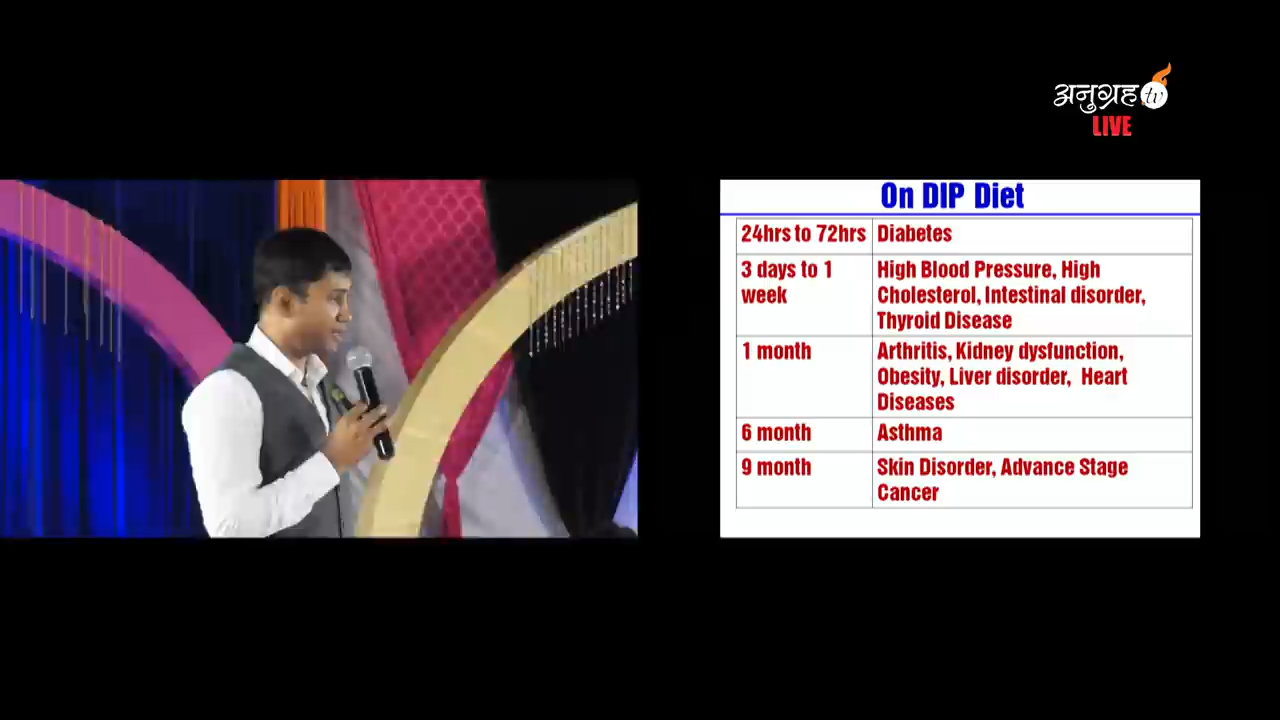 अनुग्रह tv
LIVE
On DIP Diet
24hrs to 72hrs
Diabetes
3 days to 1
week
High Blood Pressure, High
Cholesterol, Intestinal disorder,
Thyroid Disease
1 month
Arthritis, Kidney dysfunction,
Obesity, Liver disorder, Heart
Diseases
6 month
Asthma
9 month
Skin Disorder, Advance Stage
Cancer